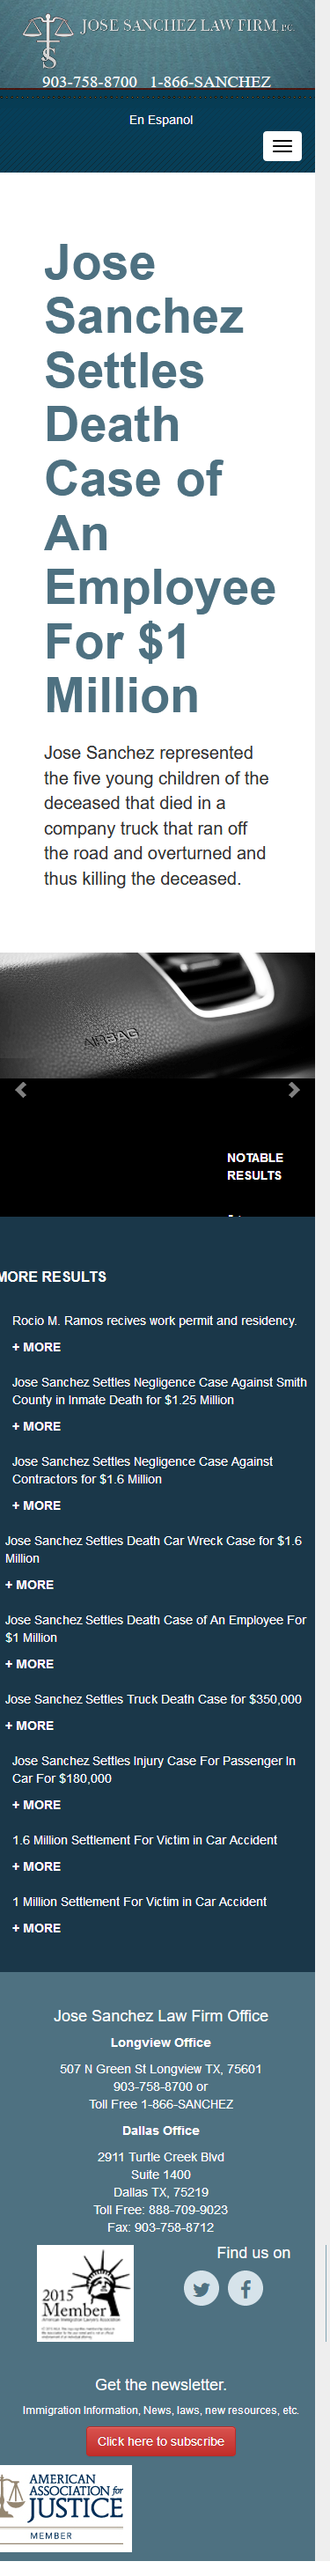 JOSE SANCHEZ LAW FIRM, P.C.
903-758-8700 1-866-SANCHEZ
En Espanol
Jose
Sanchez
Settles
Death
Case of
An
Employee
For $1
Million
Jose Sanchez represented
the five young children of the
deceased that died in a
company truck that ran off
the road and overturned and
thus killing the deceased.
AIRBAG
NOTABLE
RESULTS
MORE RESULTS
Rocio M. Ramos recives work permit and residency.
+ MORE
Jose Sanchez Settles Negligence Case Against Smith
County in Inmate Death for $1.25 Million
+ MORE
Jose Sanchez Settles Negligence Case Against
Contractors for $1.6 Million
+ MORE
Jose Sanchez Settles Death Car Wreck Case for $1.6
Million
+ MORE
Jose Sanchez Settles Death Case of An Employee For
$1 Million
+ MORE
Jose Sanchez Settles Truck Death Case for $350,000
+ MORE
Jose Sanchez Settles Injury Case For Passenger In
Car For $180,000
+ MORE
1.6 Million Settlement For Victim in Car Accident
+ MORE
1 Million Settlement For Victim in Car Accident
+ MORE
Jose Sanchez Law Firm Office
Longview Office
507 N Green St Longview TX, 75601
903-758-8700 or
Toll Free 1-866-SANCHEZ
Dallas Office
2911 Turtle Creek Blvd
Suite 1400
Dallas TX, 75219
Toll Free: 888-709-9023
Fax: 903-758-8712
2015
Member
American Immigration Lawyers Association
Find us on
Get the newsletter.
Immigration Information, News, laws, new resources, etc.
Click here to subscribe
AMERICAN
ASSOCIATION for
JUSTICE
MEMBER